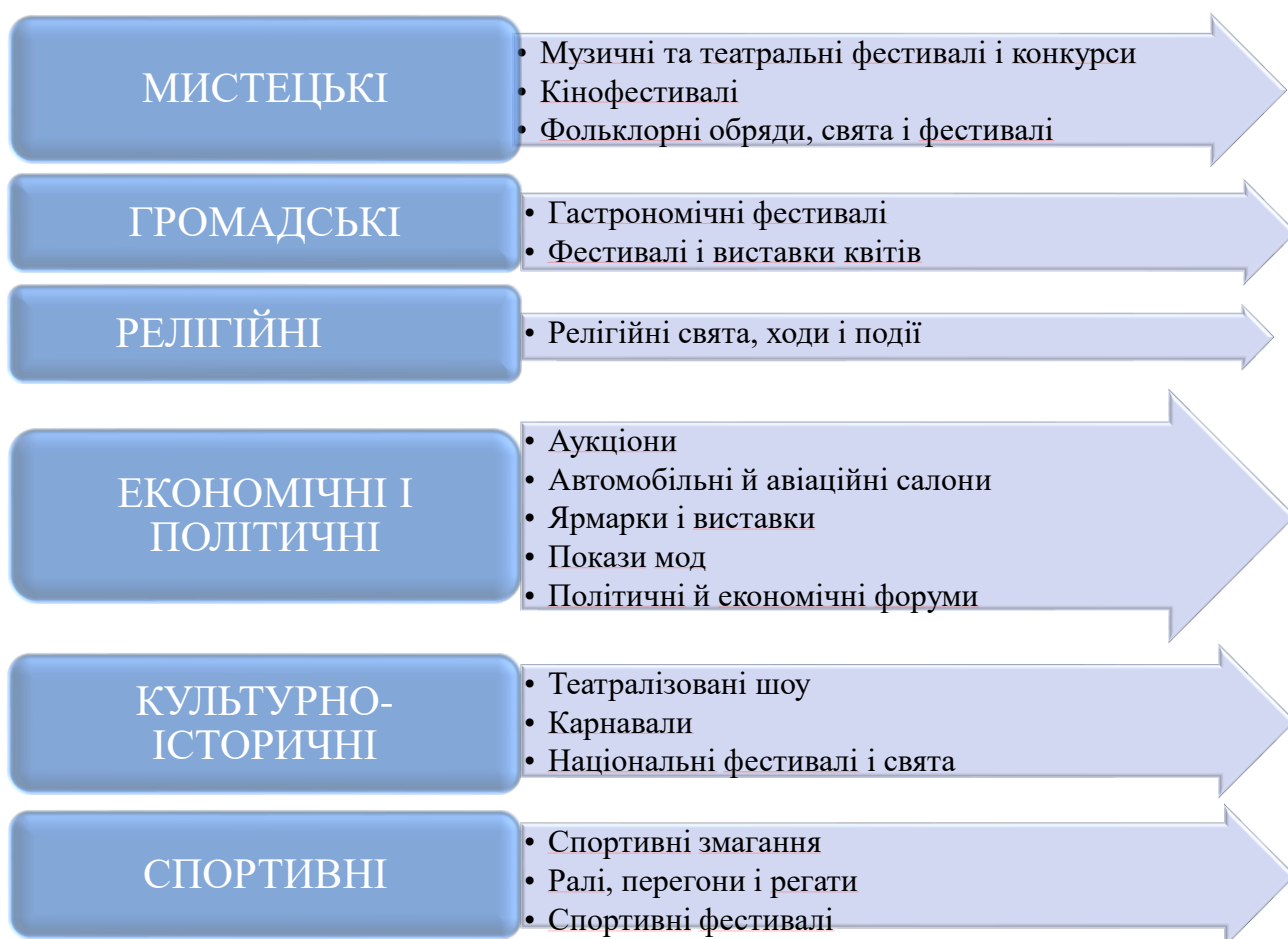 МИСТЕЦЬКІ
• Музичні та театральні фестивалі і конкурси
• Кінофестивалі
• Фольклорні обряди, свята і фестивалі
ГРОМАДСЬКІ
• Гастрономічні фестивалі
• Фестивалі і виставки квітів
РЕЛІГІЙНІ
• Релігійні свята, ходи і події
ЕКОНОМІЧНІ І
ПОЛІТИЧНІ
• Аукціони
• Автомобільні й авіаційні салони
• Ярмарки і виставки
• Покази мод
• Політичні й економічні форуми
КУЛЬТУРНО-
ІСТОРИЧНІ
• Театралізовані шоу
• Карнавали
• Національні фестивалі і свята
СПОРТИВНІ
• Спортивні змагання
• Ралі, перегони і регати
• Спортивні фестивалі